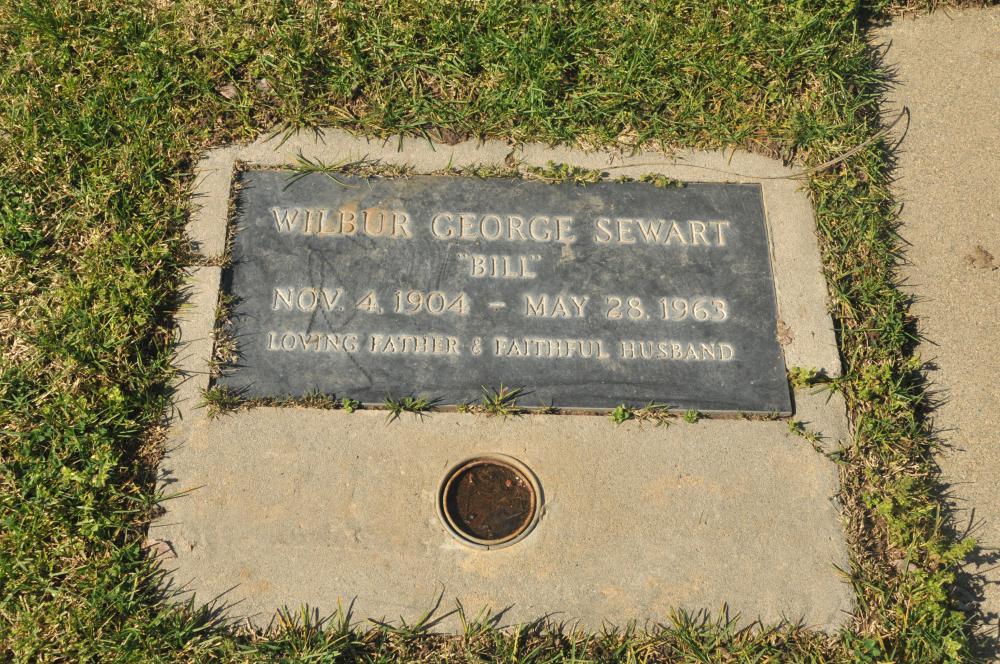 WILBUR GEORGE SEWART
"BILL"
NOV. 4, 1904 – MAY 28, 1963
LOVING FATHER & FAITHFUL HUSBAND